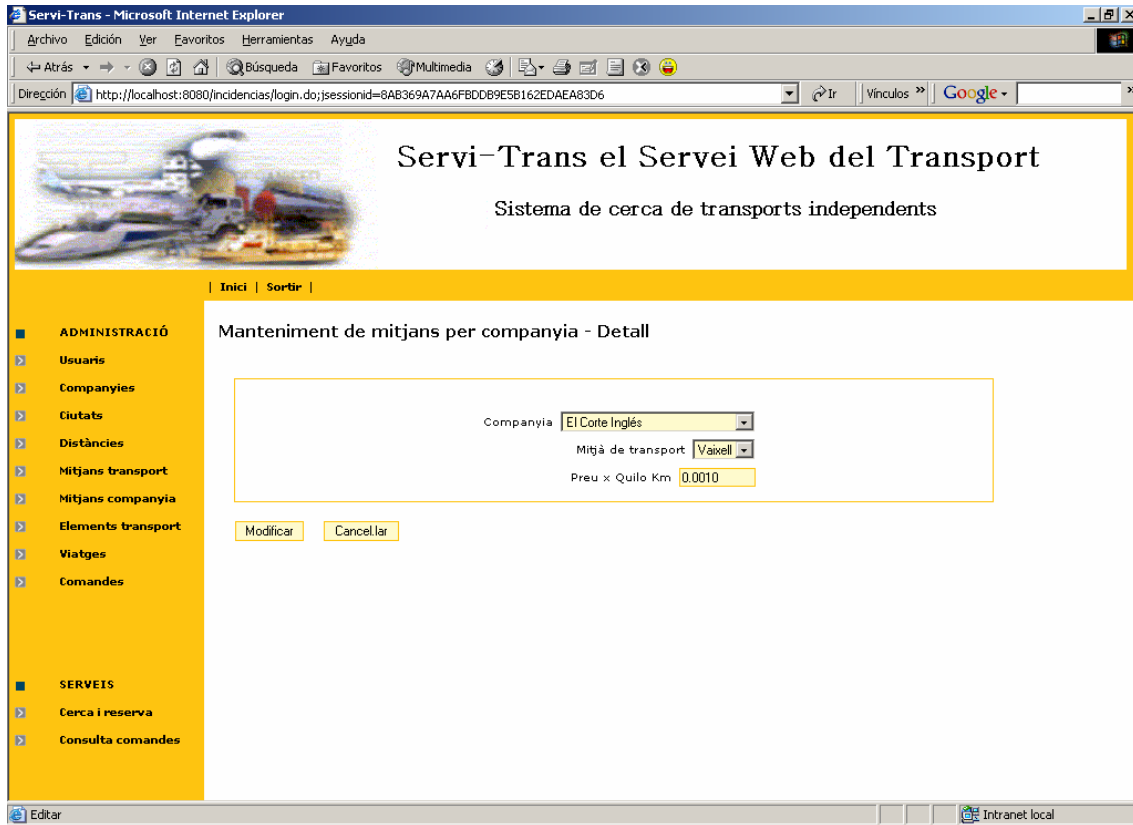 Servi-Trans - Microsoft Internet Explorer
Archivo Edición Ver Favoritos Herramientas Ayuda
Atrás Búsqueda Favoritos Multimedia
Dirección http://localhost:8080/incidencias/login.do;jsessionid=8AB369A7AA6FBDDB9E5B162EDAEA83D6 Ir Vínculos » Google »
Servi-Trans el Servei Web del Transport
Sistema de cerca de transports independents
| Inici | Sortir |
ADMINISTRACIÓ
Usuaris
Companyies
Ciutats
Distàncies
Mitjans transport
Mitjans companyia
Elements transport
Viatges
Comandes
SERVEIS
Cerca i reserva
Consulta comandes
Manteniment de mitjans per companyia - Detall
Companyia El Corte Inglés
Mitjà de transport Vaixell
Preu x Quilo Km 0.0010
Modificar Cancel.lar
Editar Intranet local